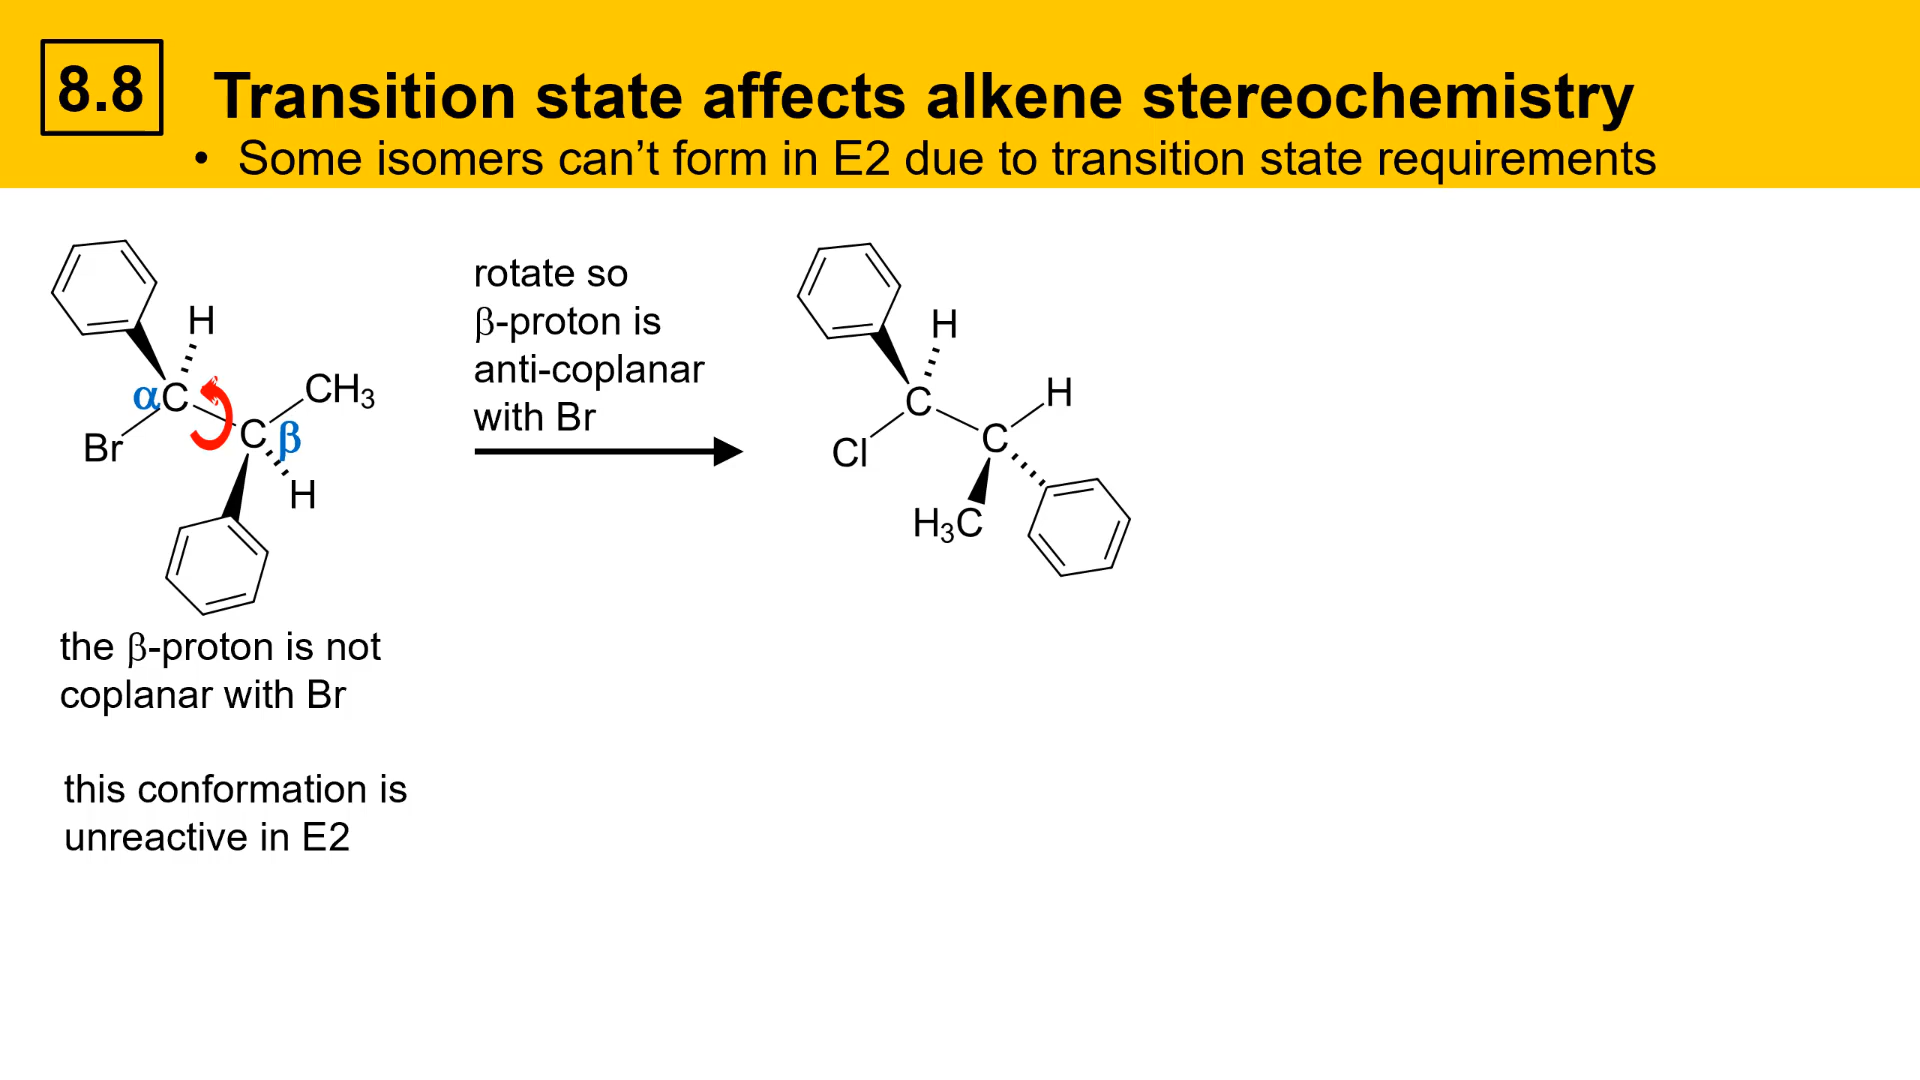 8.8
Transition state affects alkene stereochemistry
• Some isomers can’t form in E2 due to transition state requirements
H
αC
CH₃
Br
C β
H
the β-proton is not
coplanar with Br
this conformation is
unreactive in E2
rotate so
β-proton is
anti-coplanar
with Br
H
C
H
Cl
C
H₃C